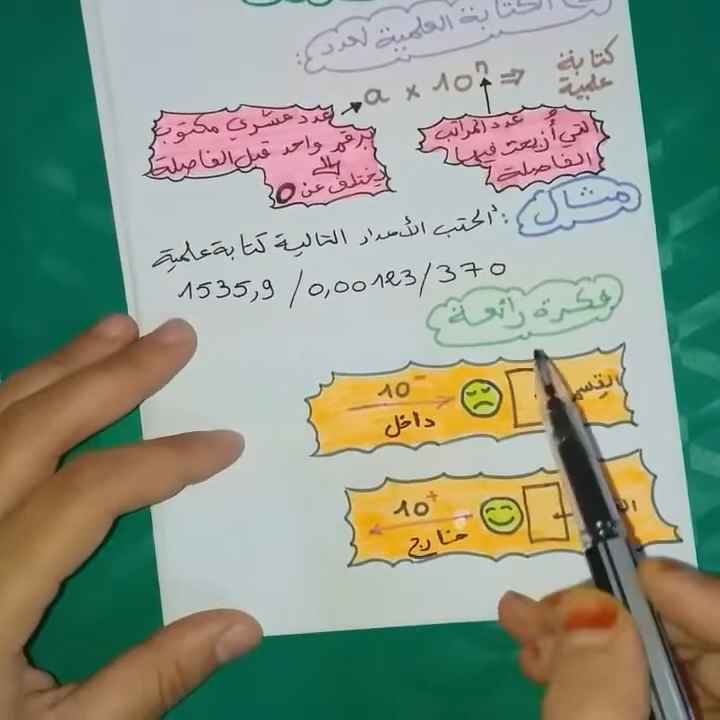 الكتابة العلمية لعدد :
a × 10ⁿ ⇒ كتابة علمية
عدد عشري مكتوب
برقم واحد قبل الفاصلة
يختلف عن 0
عدد المراتب
التي أُزيحت فيها
الفاصلة
مثال : أكتب الأعداد التالية كتابة علمية
1535,9 / 0,00123 / 370
فكرة رائعة
10⁻
داخل
10⁺
خارج